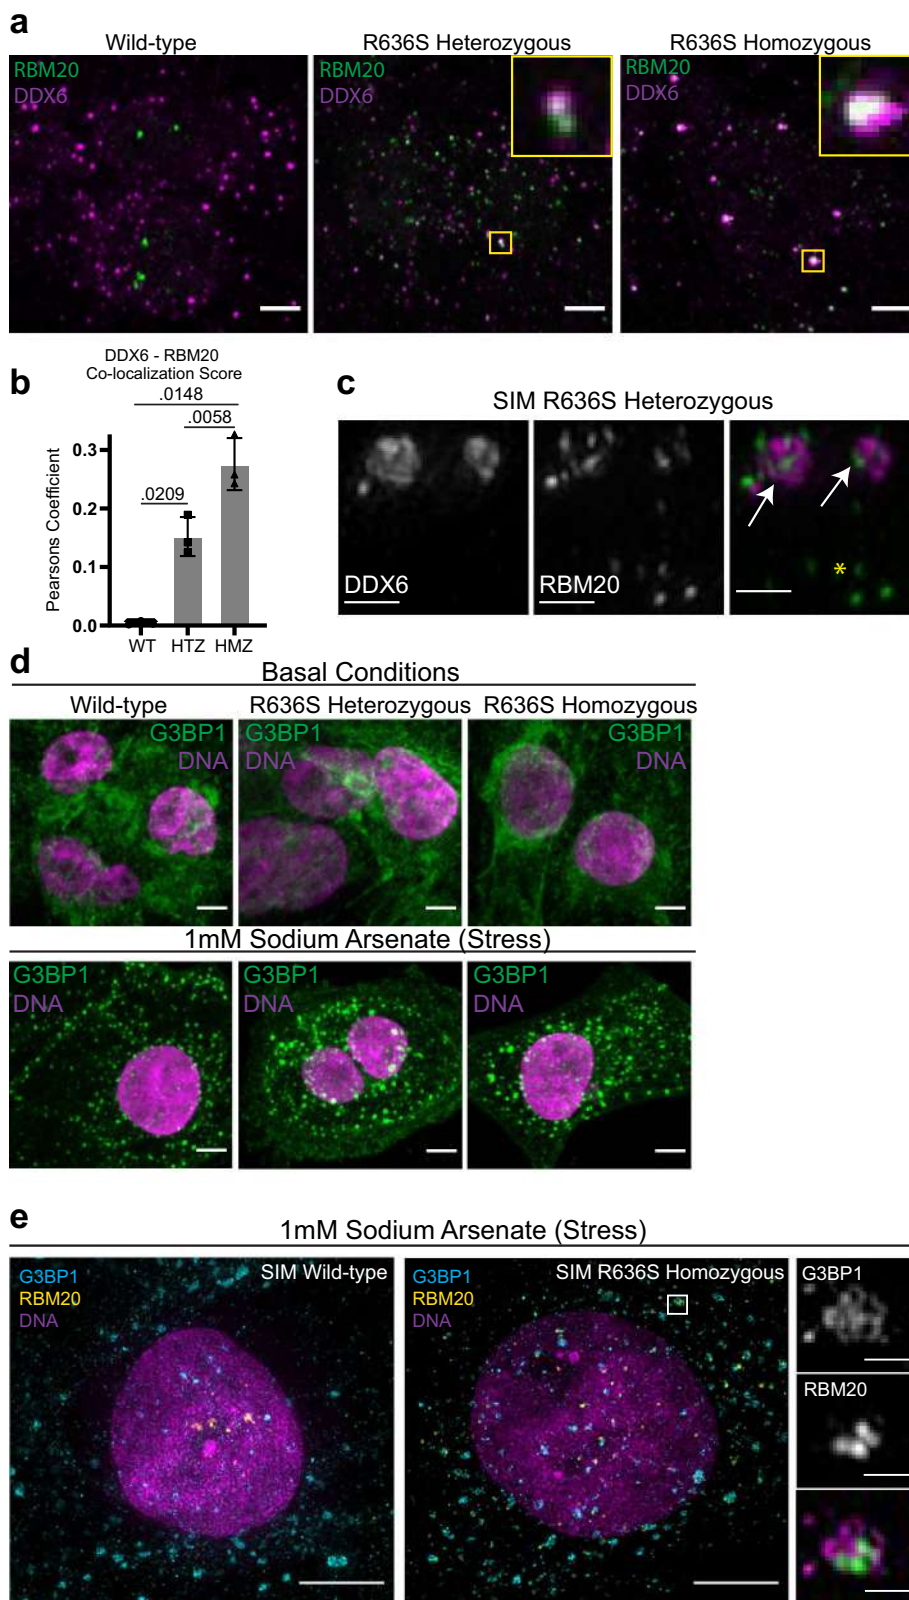 a
Wild-type
R636S Heterozygous
R636S Homozygous
RBM20
DDX6
RBM20
DDX6
RBM20
DDX6
b
DDX6 - RBM20
Co-localization Score
.0148
.0058
.0209
Pearsons Coefficient
0.3
0.2
0.1
0.0
WT
HTZ
HMZ
c
SIM R636S Heterozygous
DDX6
RBM20
*
d
Basal Conditions
Wild-type
R636S Heterozygous
R636S Homozygous
G3BP1
DNA
G3BP1
DNA
G3BP1
DNA
1mM Sodium Arsenate (Stress)
G3BP1
DNA
G3BP1
DNA
G3BP1
DNA
e
1mM Sodium Arsenate (Stress)
G3BP1
RBM20
DNA
SIM Wild-type
G3BP1
RBM20
DNA
SIM R636S Homozygous
G3BP1
RBM20